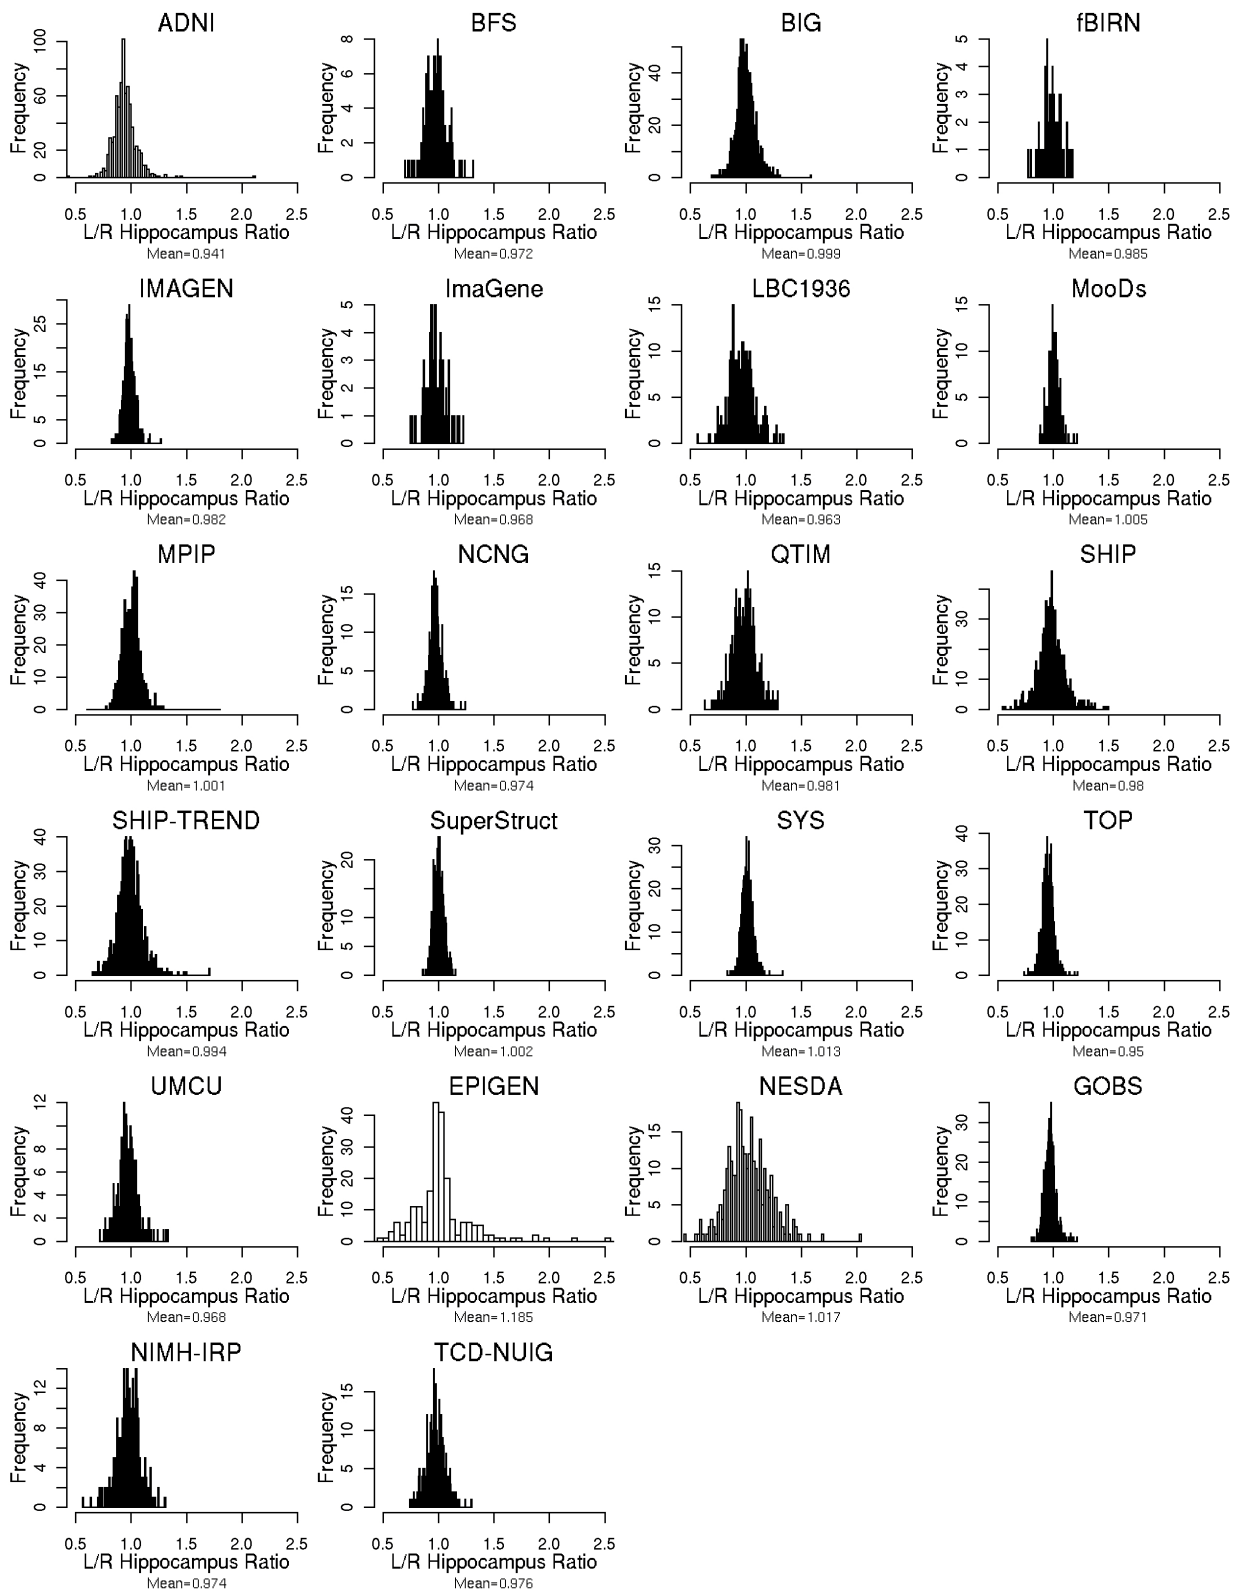 ADNI
Frequency
0 20 60 100
0.5 1.0 1.5 2.0 2.5
L/R Hippocampus Ratio
Mean=0.941
BFS
Frequency
0 2 4 6 8
0.5 1.0 1.5 2.0 2.5
L/R Hippocampus Ratio
Mean=0.972
BIG
Frequency
0 20 40
0.5 1.0 1.5 2.0 2.5
L/R Hippocampus Ratio
Mean=0.999
fBIRN
Frequency
0 1 2 3 4 5
0.5 1.0 1.5 2.0 2.5
L/R Hippocampus Ratio
Mean=0.985
IMAGEN
Frequency
0 5 15 25
0.5 1.0 1.5 2.0 2.5
L/R Hippocampus Ratio
Mean=0.982
ImaGene
Frequency
0 1 2 3 4 5
0.5 1.0 1.5 2.0 2.5
L/R Hippocampus Ratio
Mean=0.968
LBC1936
Frequency
0 5 10 15
0.5 1.0 1.5 2.0 2.5
L/R Hippocampus Ratio
Mean=0.963
MooDs
Frequency
0 5 10 15
0.5 1.0 1.5 2.0 2.5
L/R Hippocampus Ratio
Mean=1.005
MPIP
Frequency
0 10 20 30 40
0.5 1.0 1.5 2.0 2.5
L/R Hippocampus Ratio
Mean=1.001
NCNG
Frequency
0 5 10 15
0.5 1.0 1.5 2.0 2.5
L/R Hippocampus Ratio
Mean=0.974
QTIM
Frequency
0 5 10 15
0.5 1.0 1.5 2.0 2.5
L/R Hippocampus Ratio
Mean=0.981
SHIP
Frequency
0 10 30
0.5 1.0 1.5 2.0 2.5
L/R Hippocampus Ratio
Mean=0.98
SHIP-TREND
Frequency
0 10 20 30 40
0.5 1.0 1.5 2.0 2.5
L/R Hippocampus Ratio
Mean=0.994
SuperStruct
Frequency
0 5 10 20
0.5 1.0 1.5 2.0 2.5
L/R Hippocampus Ratio
Mean=1.002
SYS
Frequency
0 5 10 20 30
0.5 1.0 1.5 2.0 2.5
L/R Hippocampus Ratio
Mean=1.013
TOP
Frequency
0 10 20 30 40
0.5 1.0 1.5 2.0 2.5
L/R Hippocampus Ratio
Mean=0.95
UMCU
Frequency
0 2 4 6 8 12
0.5 1.0 1.5 2.0 2.5
L/R Hippocampus Ratio
Mean=0.968
EPIGEN
Frequency
0 10 20 30 40
0.5 1.0 1.5 2.0 2.5
L/R Hippocampus Ratio
Mean=1.185
NESDA
Frequency
0 5 10 15
0.5 1.0 1.5 2.0 2.5
L/R Hippocampus Ratio
Mean=1.017
GOBS
Frequency
0 10 20 30
0.5 1.0 1.5 2.0 2.5
L/R Hippocampus Ratio
Mean=0.971
NIMH-IRP
Frequency
0 4 8 12
0.5 1.0 1.5 2.0 2.5
L/R Hippocampus Ratio
Mean=0.974
TCD-NUIG
Frequency
0 5 10 15
0.5 1.0 1.5 2.0 2.5
L/R Hippocampus Ratio
Mean=0.976